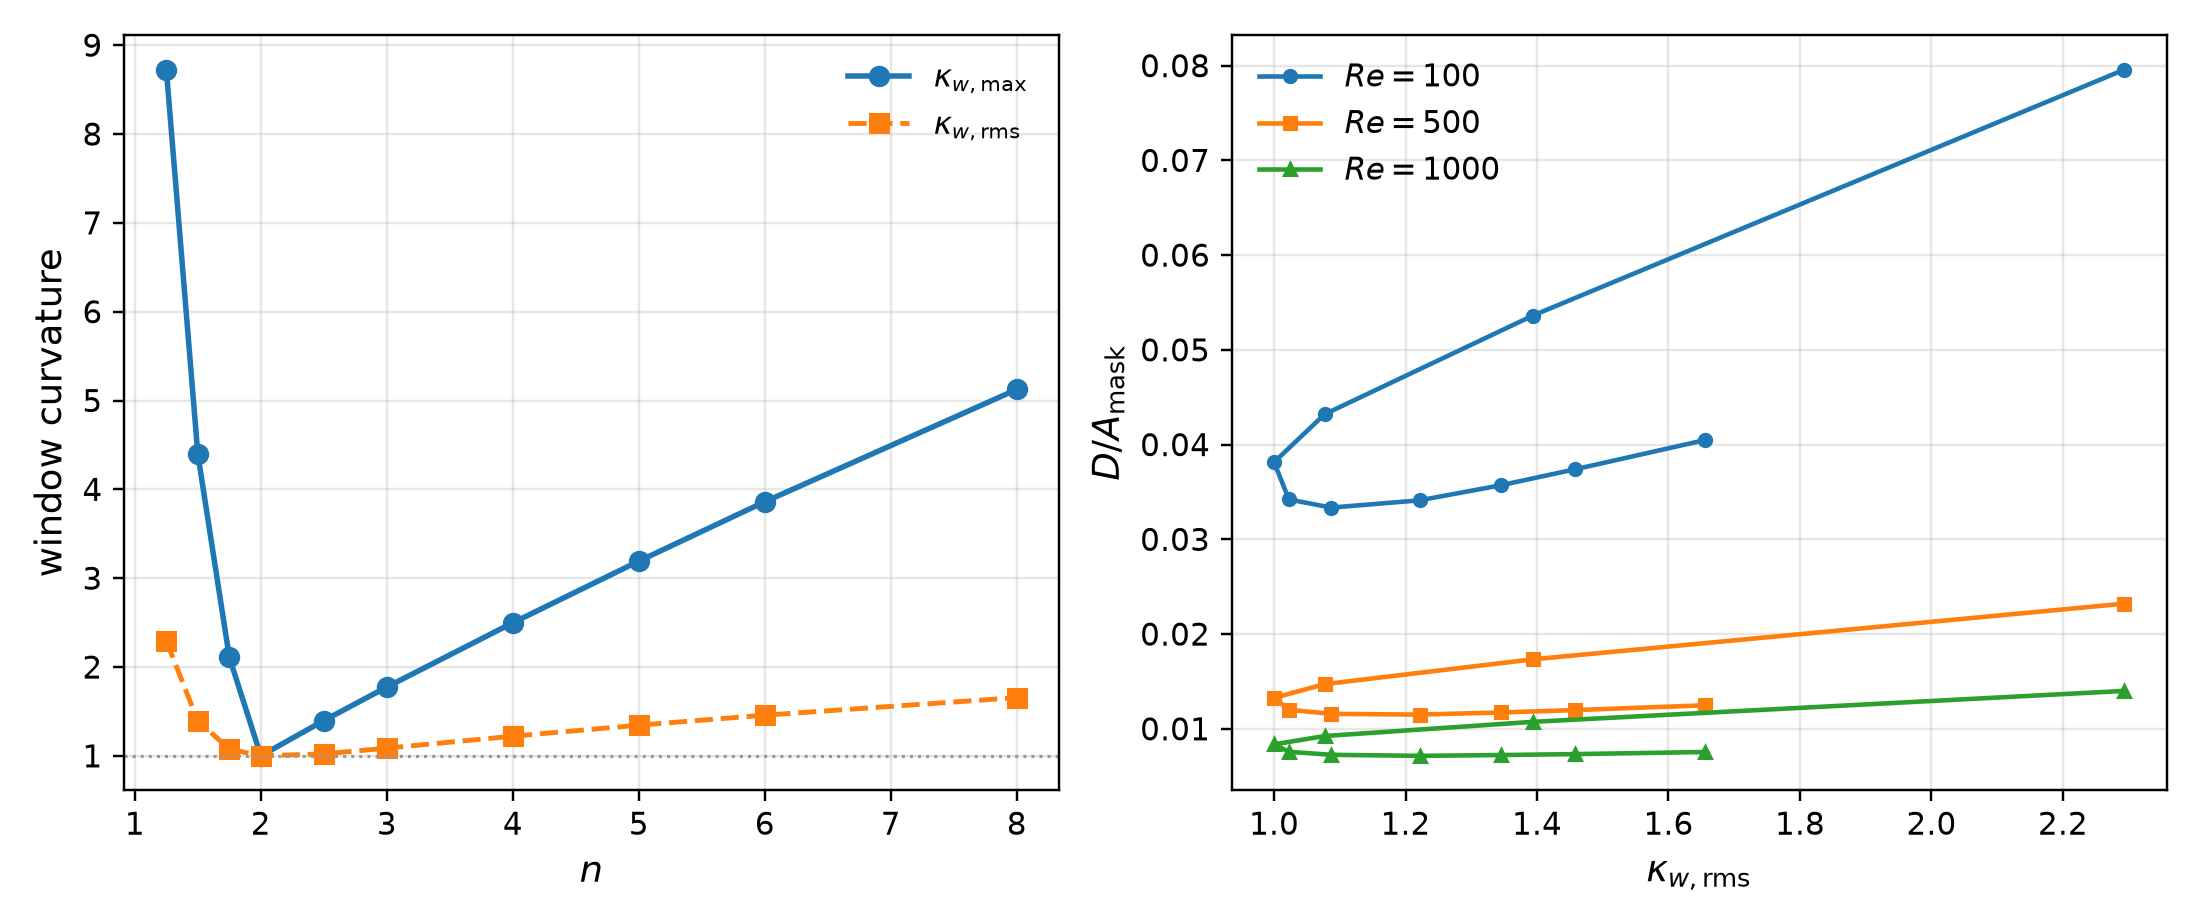 9
8
7
6
5
4
3
2
1
window curvature
1 2 3 4 5 6 7 8
n
κw,max
κw,rms
0.08
0.07
0.06
0.05
0.04
0.03
0.02
0.01
D/Amask
1.0 1.2 1.4 1.6 1.8 2.0 2.2
κw,rms
Re = 100
Re = 500
Re = 1000